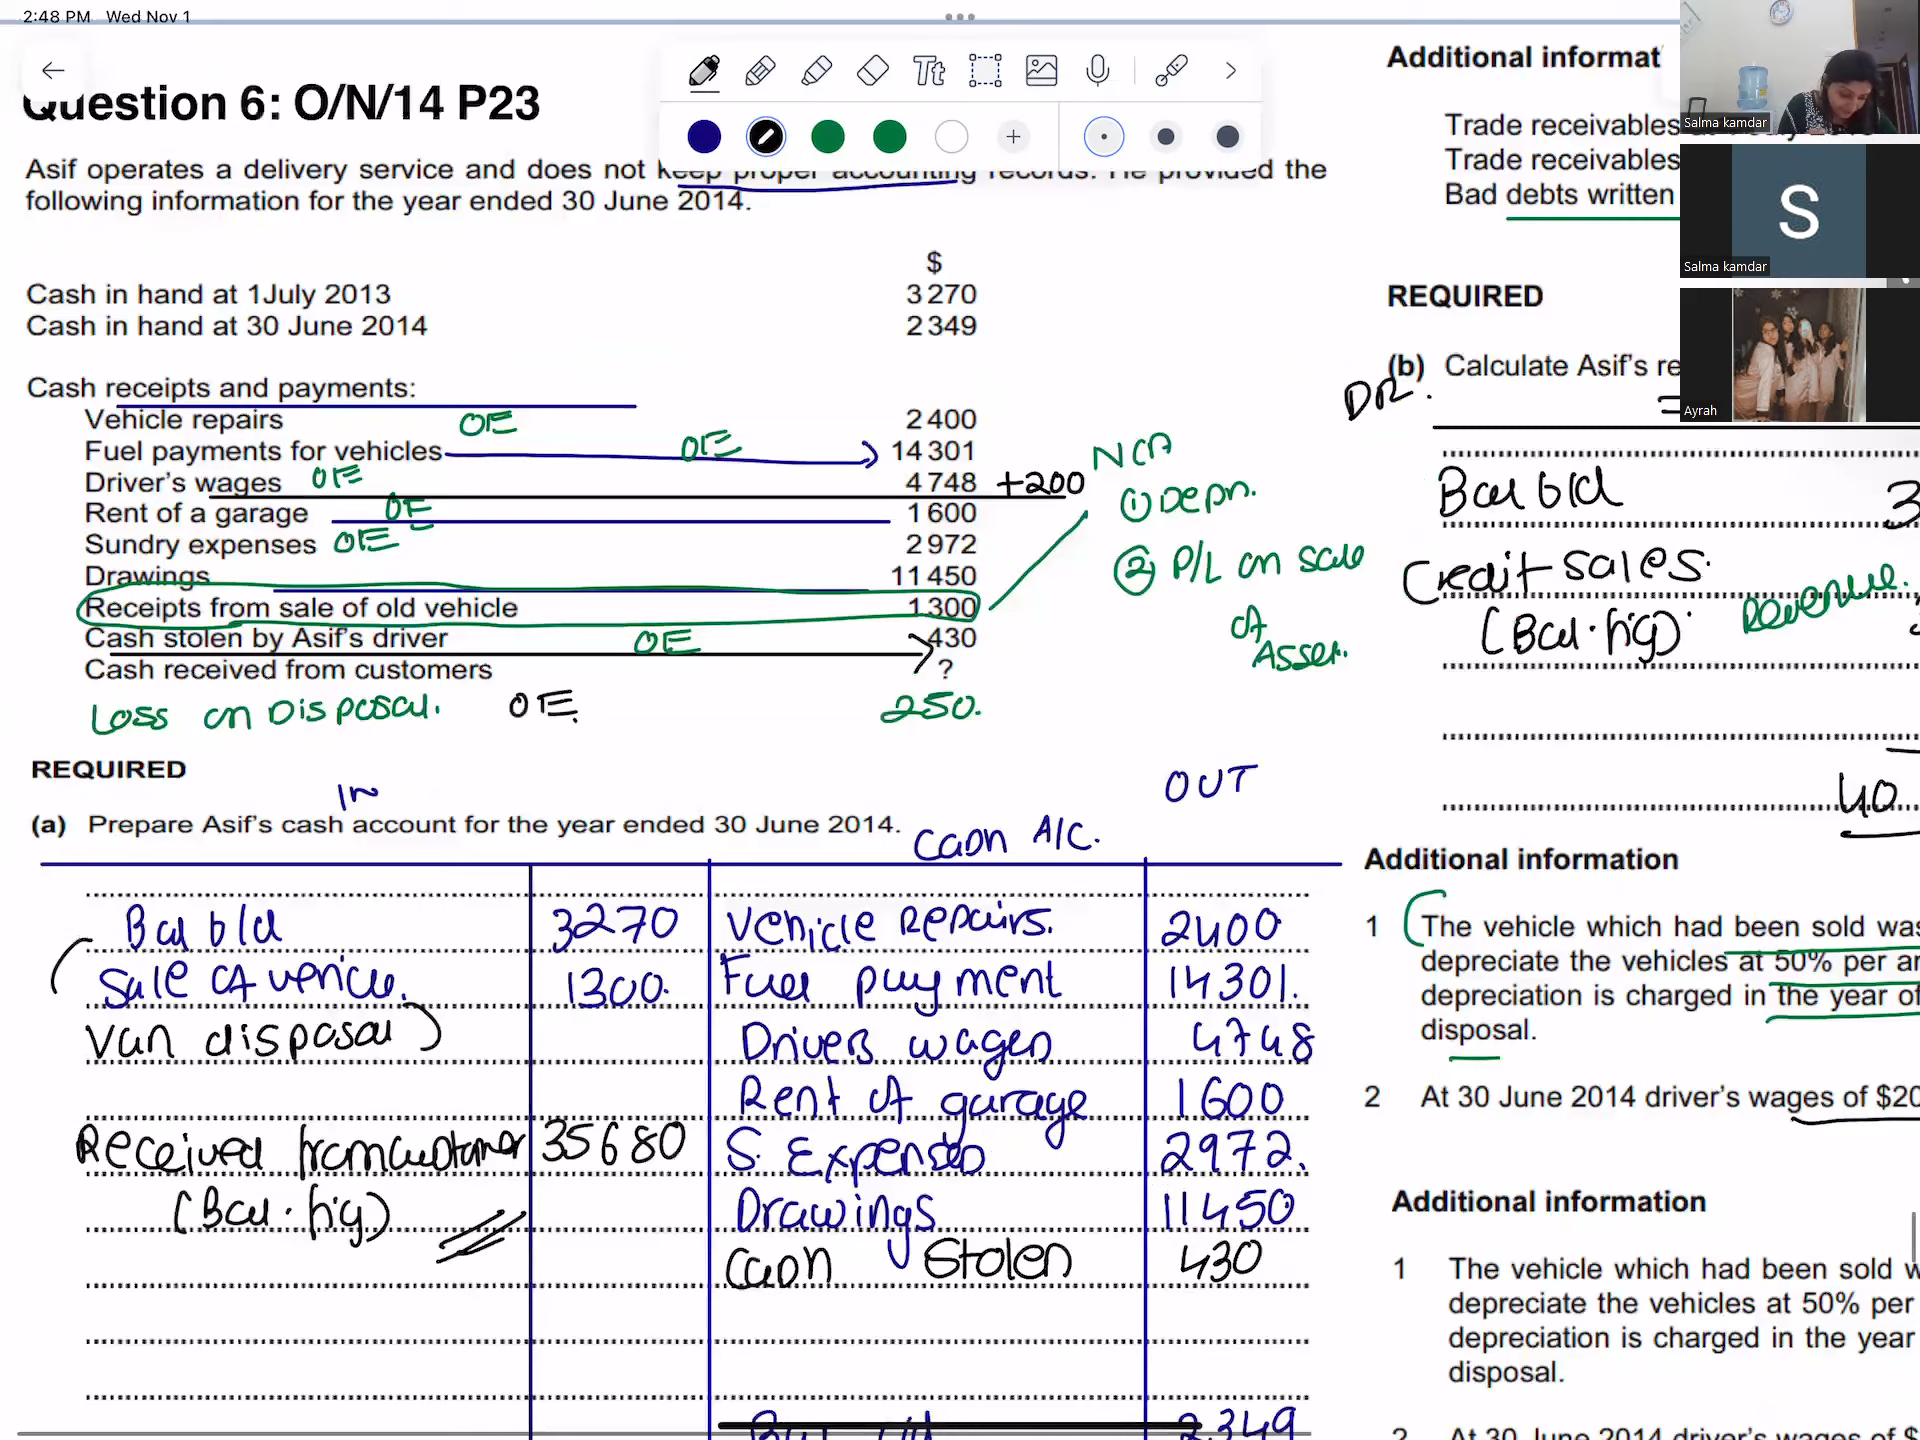 2:48 PM Wed Nov 1
Question 6: O/N/14 P23
Asif operates a delivery service and does not keep proper accounting records. He provided the
following information for the year ended 30 June 2014.
$
Cash in hand at 1July 2013 3 270
Cash in hand at 30 June 2014 2 349
Cash receipts and payments:
Vehicle repairs OE 2 400
Fuel payments for vehicles OE 14 301
Driver's wages OE 4 748 +200
Rent of a garage OE 1 600
Sundry expenses OE 2 972
Drawings 11 450
Receipts from sale of old vehicle 1 300
Cash stolen by Asif's driver OE 430
Cash received from customers ?
Loss on Disposal. OE. 250.
NCA
① Depn.
② P/L on sale
of
Asset.
REQUIRED
IN OUT
(a) Prepare Asif's cash account for the year ended 30 June 2014.
Cash A/C.
Bal b/d 3270 Vehicle Repairs. 2400
Sale of vehicle. 1300. Fuel payment 14301.
Van disposal) Drivers wages 4748
Rent of garage 1600
Received from customer 35680 S. Expenses 2972.
(Bal. fig) Drawings 11450
Cash Stolen 430
Bal c/d 2349
Additional informat
Trade receivables
Trade receivables
Bad debts written
REQUIRED
(b) Calculate Asif's re
DR.
Bal b/d 3
Credit sales.
(Bal. fig) Revenue.
40
Additional information
1 The vehicle which had been sold was
depreciate the vehicles at 50% per an
depreciation is charged in the year of
disposal.
2 At 30 June 2014 driver's wages of $20
Additional information
1 The vehicle which had been sold w
depreciate the vehicles at 50% per
depreciation is charged in the year
disposal.
2 At 30 June 2014 driver's wages of $
Tt
Salma kamdar
S
Salma kamdar
Ayrah